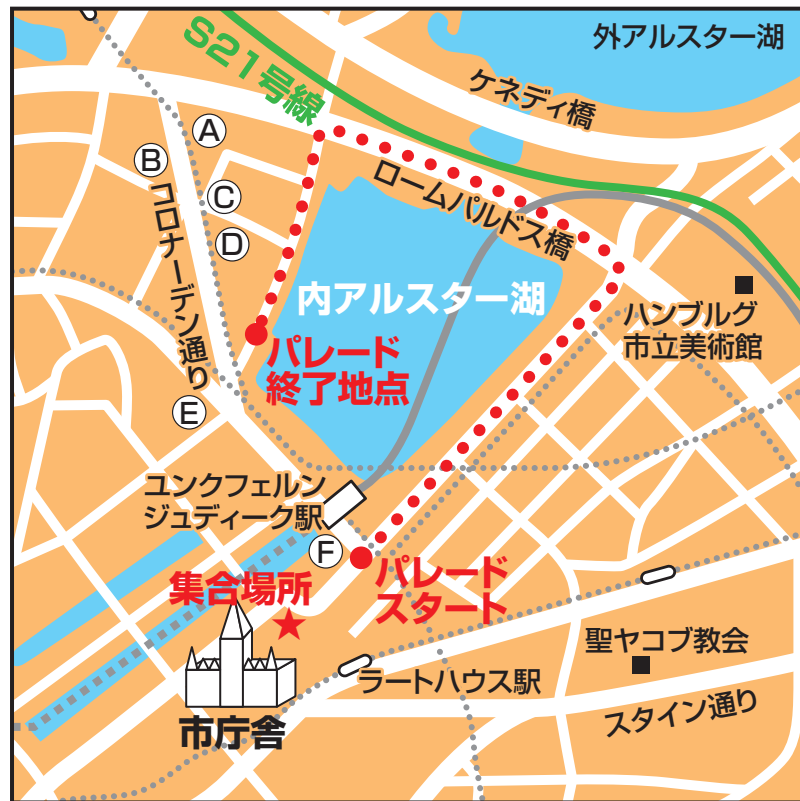 外アルスター湖
S21号線
ケネディ橋
A
B
ロームバルドス橋
C
コロナーデン通り
D
内アルスター湖
ハンブルグ
市立美術館
パレード
終了地点
E
ユンクフェルン
ジュディーク駅
F
パレード
スタート
集合場所
聖ヤコブ教会
ラートハウス駅
スタイン通り
市庁舎